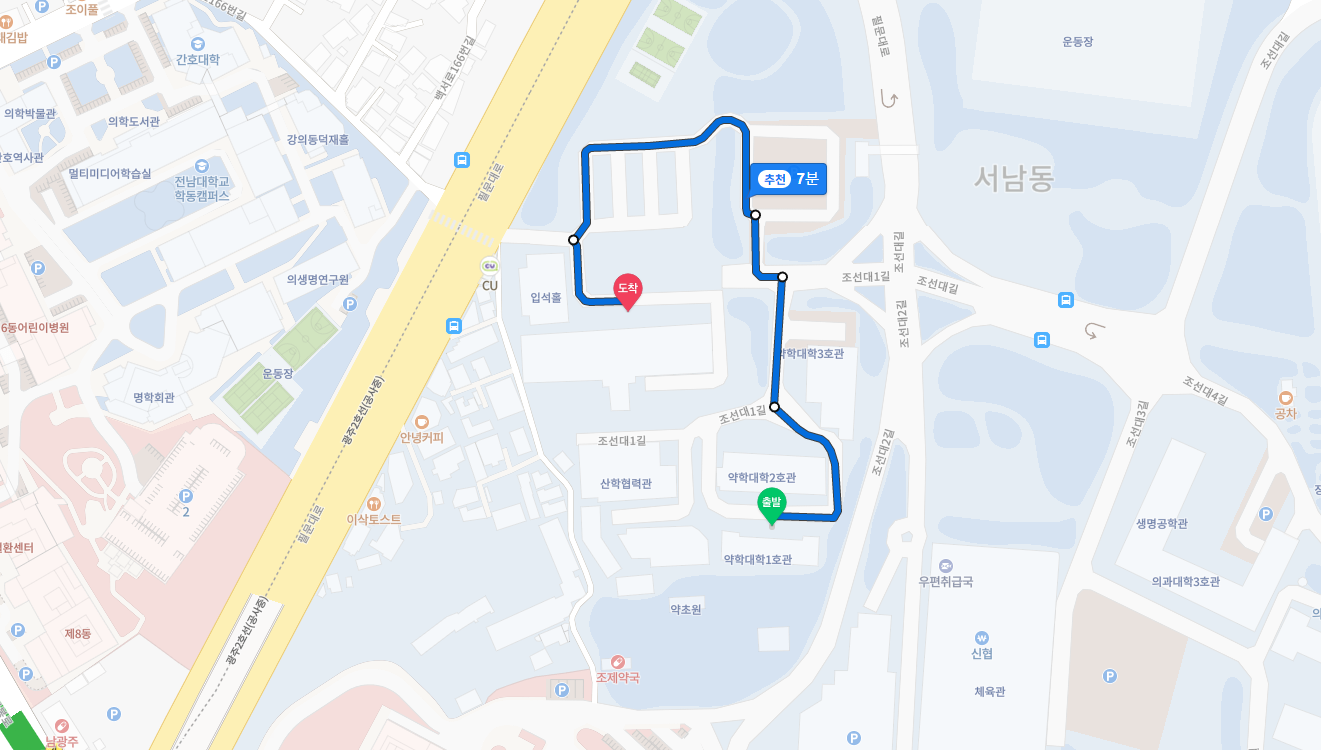 조이풀
백서로166번길
대김밥
간호대학
운동장
조선대길
조선대길
의학박물관
의학도서관
강의동덕재홀
백서로166번길
간호역사관
멀티미디어학습실
전남대학교
학동캠퍼스
필문대로
추천 7분
서남동
의생명연구원
CU
입석홀
도착
조선대1길
조선대길
조선대길
조선대2길
6동어린이병원
운동장
명학회관
광주2호선(공사중)
약학대학3호관
조선대4길
공차
안녕커피
조선대1길
조선대1길
조선대2길
조선대3길
산학협력관
약학대학2호관
출발
2
이삭토스트
필문대로
생명공학관
약학대학1호관
우편취급국
의과대학3호관
약초원
광주2호선(공사중)
제8동
신협
조제약국
체육관
남광주